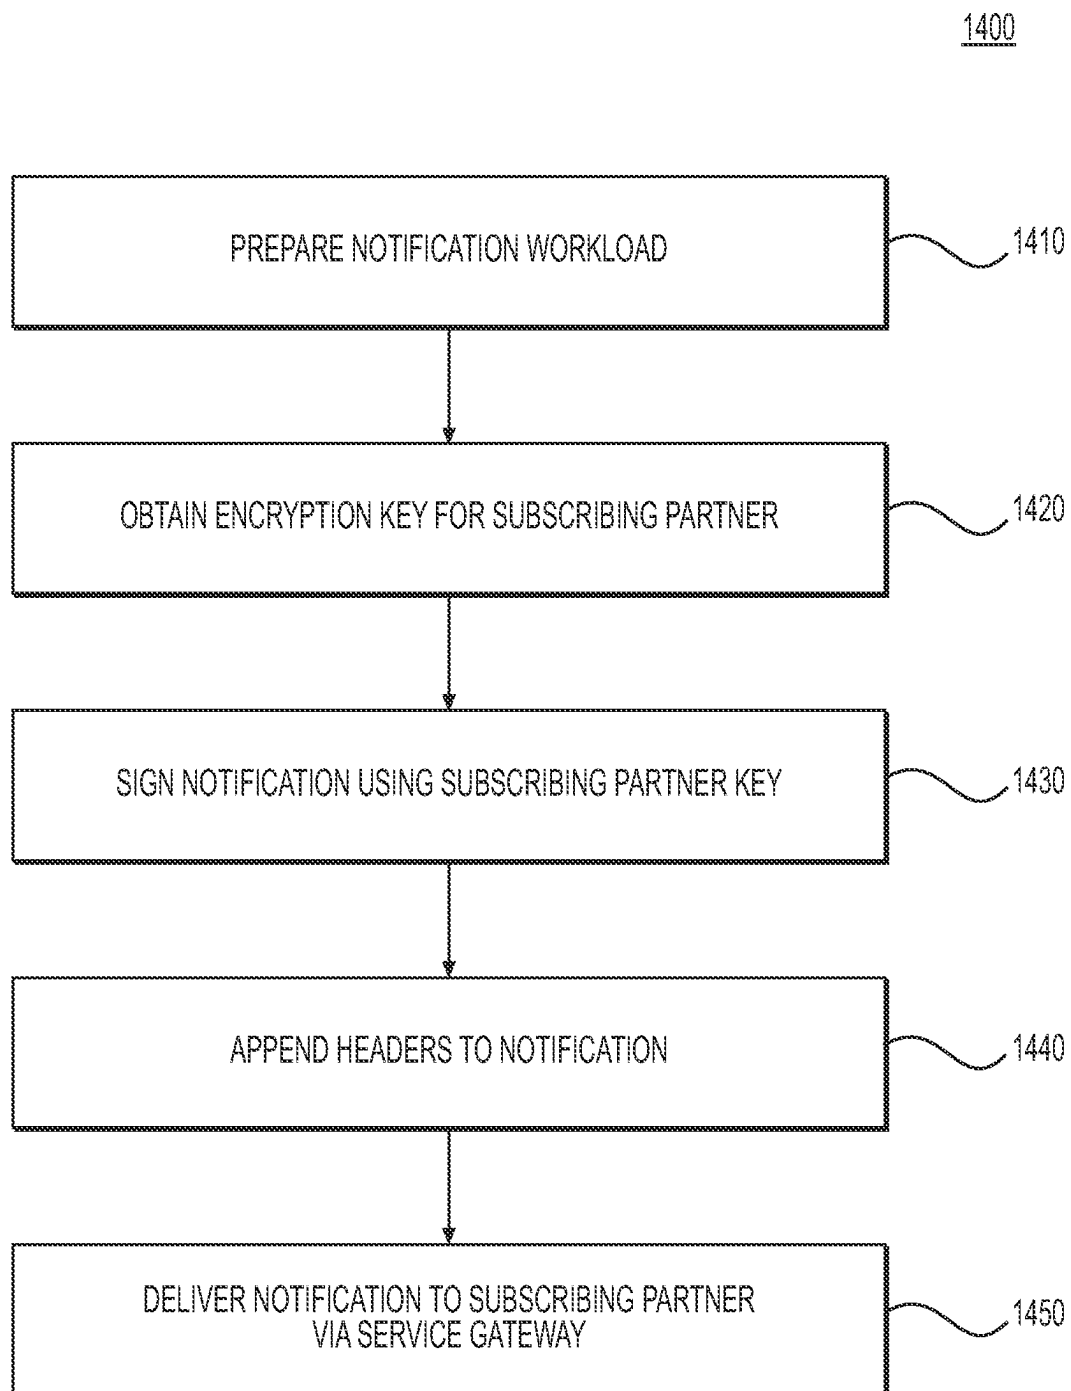 1400
PREPARE NOTIFICATION WORKLOAD
1410
OBTAIN ENCRYPTION KEY FOR SUBSCRIBING PARTNER
1420
SIGN NOTIFICATION USING SUBSCRIBING PARTNER KEY
1430
APPEND HEADERS TO NOTIFICATION
1440
DELIVER NOTIFICATION TO SUBSCRIBING PARTNER
VIA SERVICE GATEWAY
1450